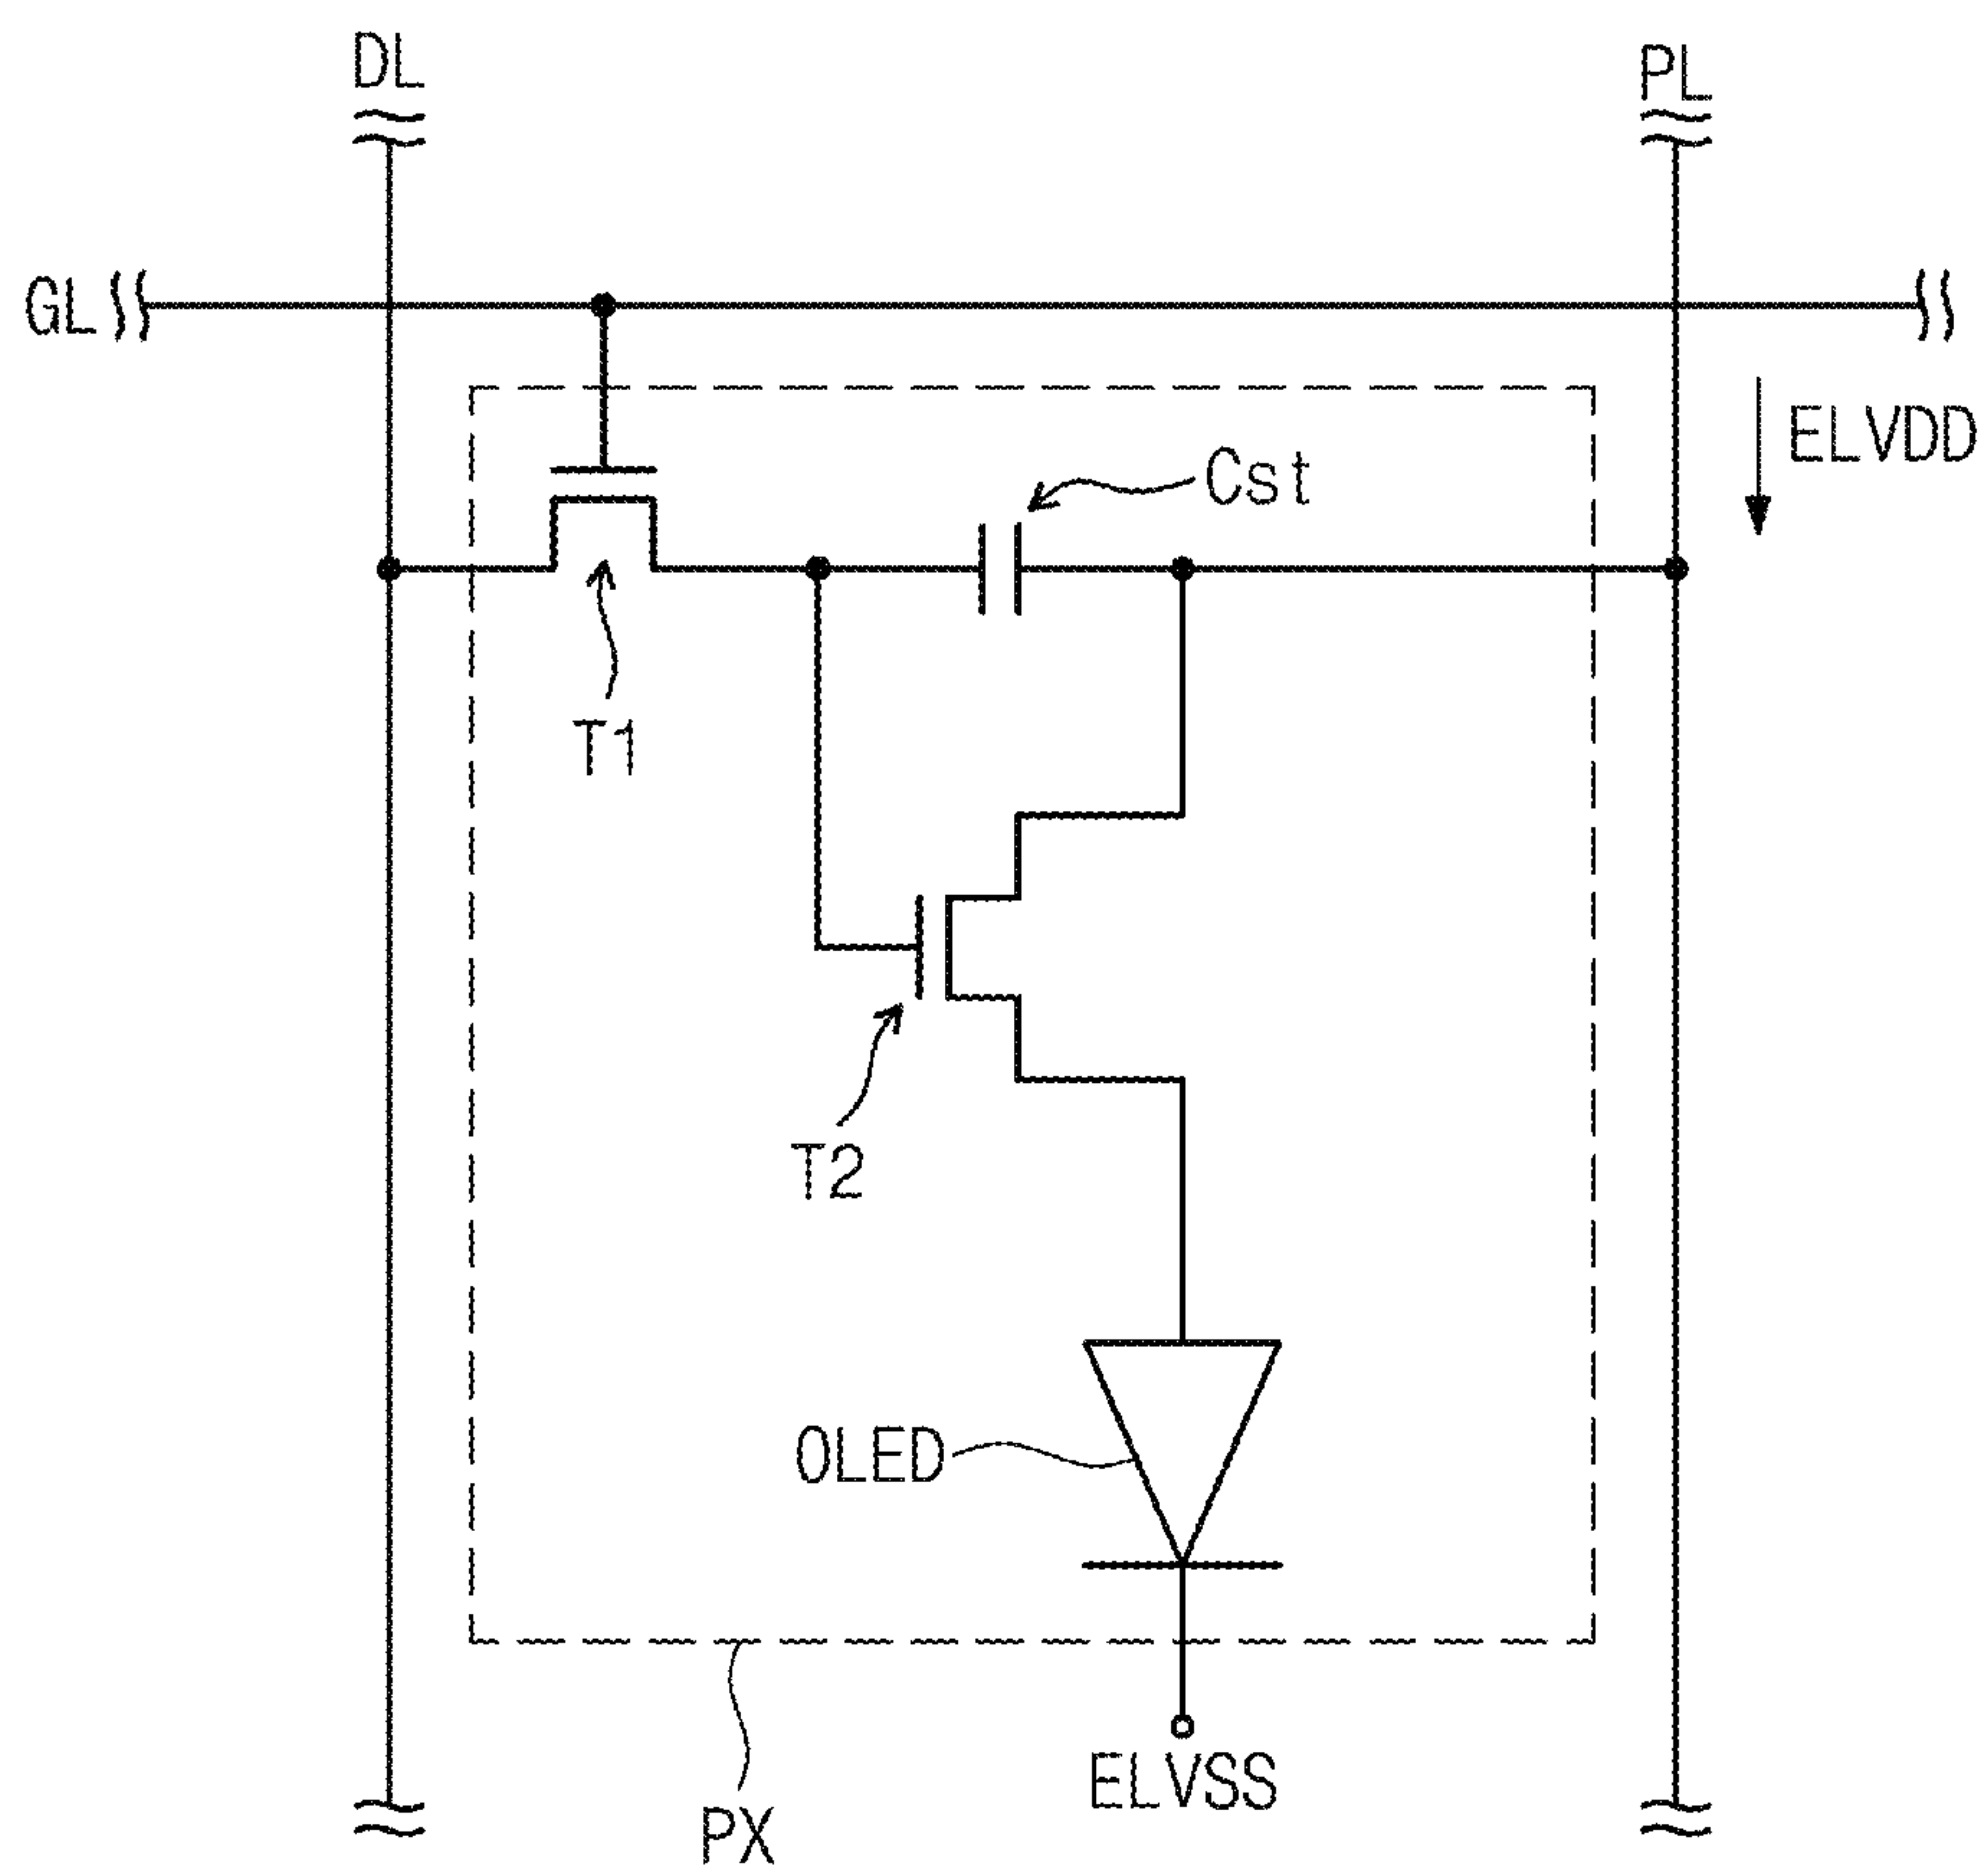 DL
PL
GL
ELVDD
Cst
T1
T2
OLED
ELVSS
PX